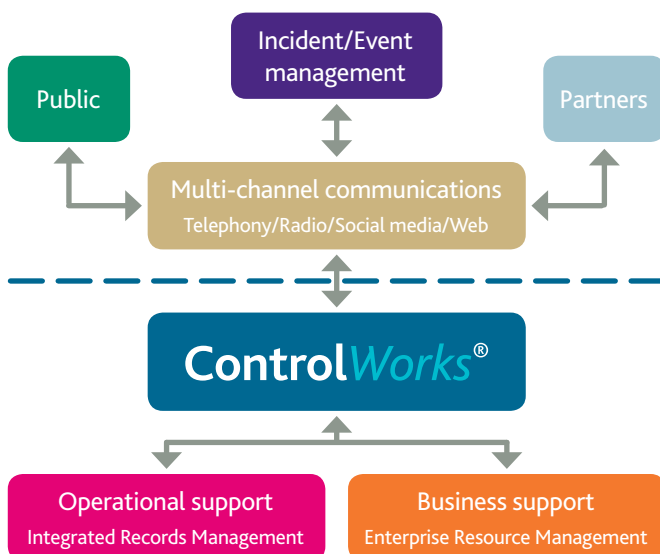 Incident/Event
management
Public
Partners
Multi-channel communications
Telephony/Radio/Social media/Web
ControlWorks®
Operational support
Integrated Records Management
Business support
Enterprise Resource Management